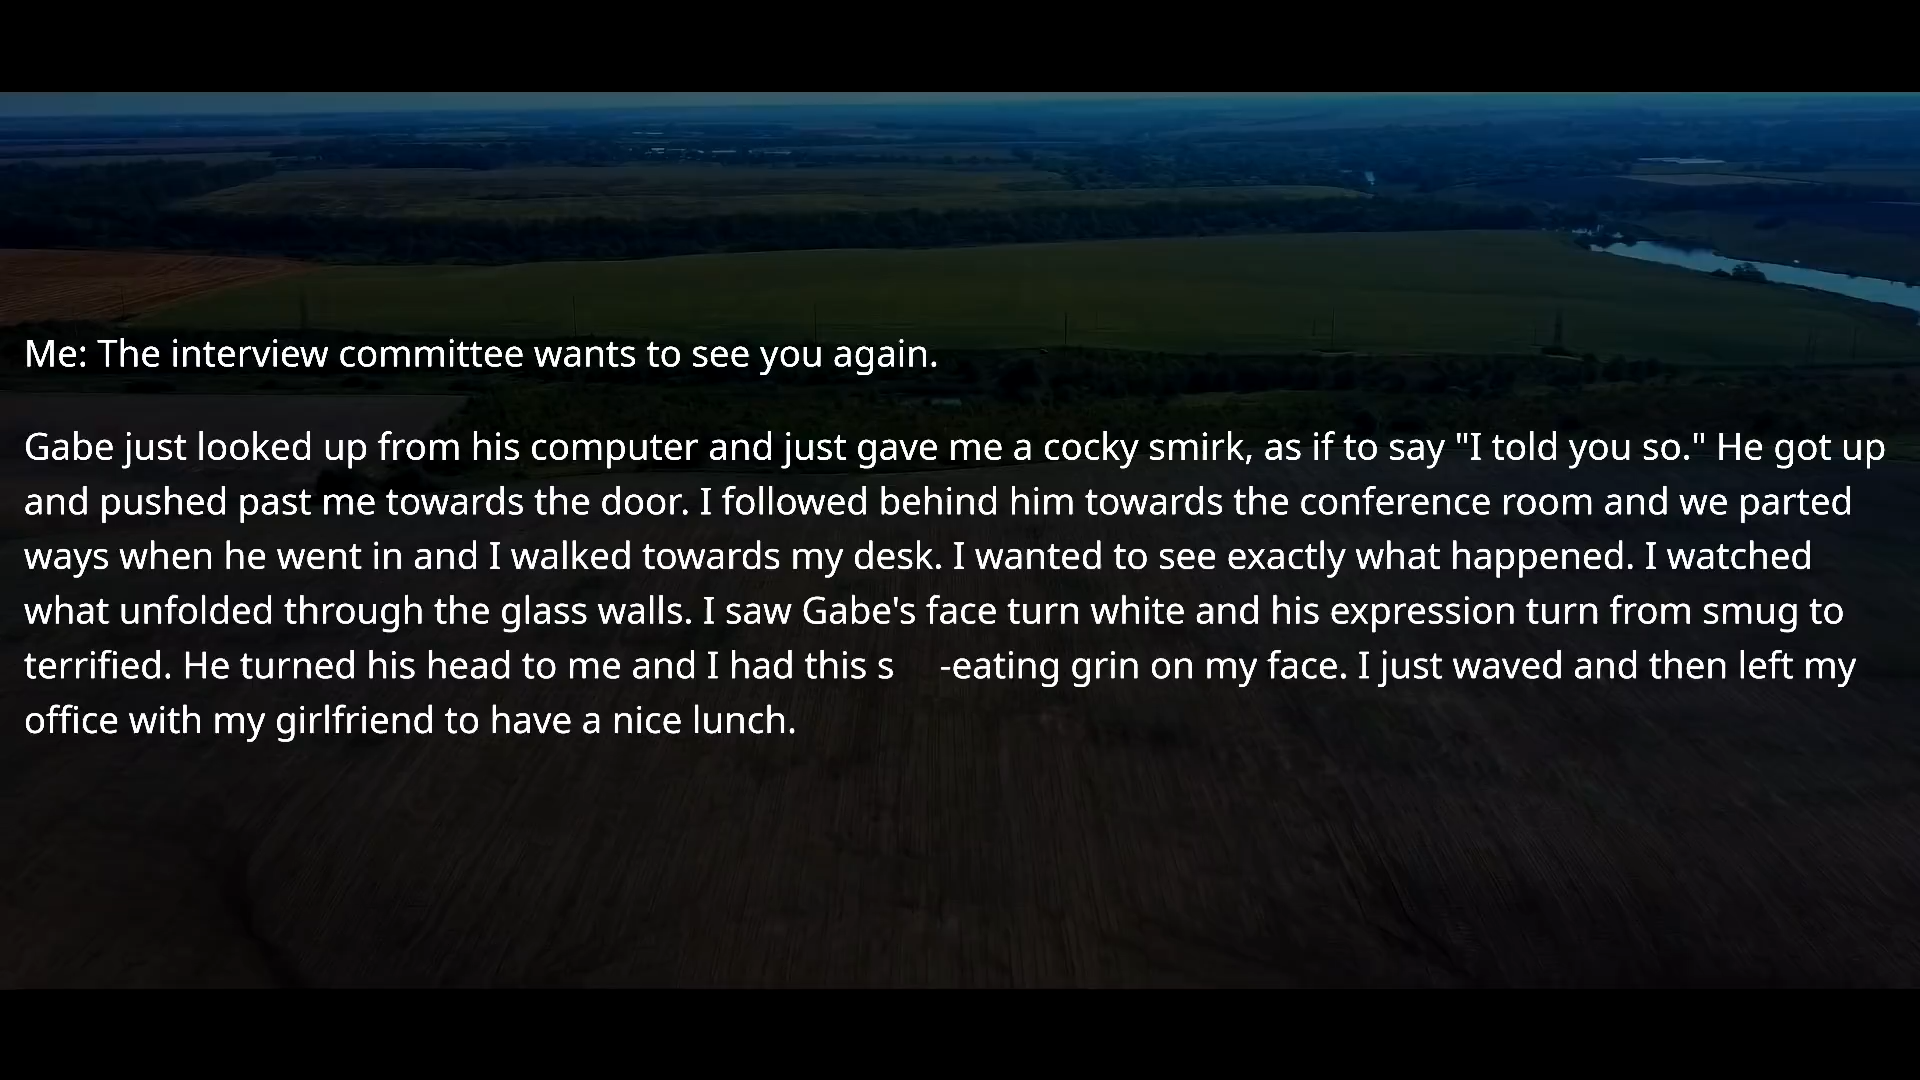 Me: The interview committee wants to see you again.
Gabe just looked up from his computer and just gave me a cocky smirk, as if to say "I told you so." He got up
and pushed past me towards the door. I followed behind him towards the conference room and we parted
ways when he went in and I walked towards my desk. I wanted to see exactly what happened. I watched
what unfolded through the glass walls. I saw Gabe's face turn white and his expression turn from smug to
terrified. He turned his head to me and I had this s    -eating grin on my face. I just waved and then left my
office with my girlfriend to have a nice lunch.